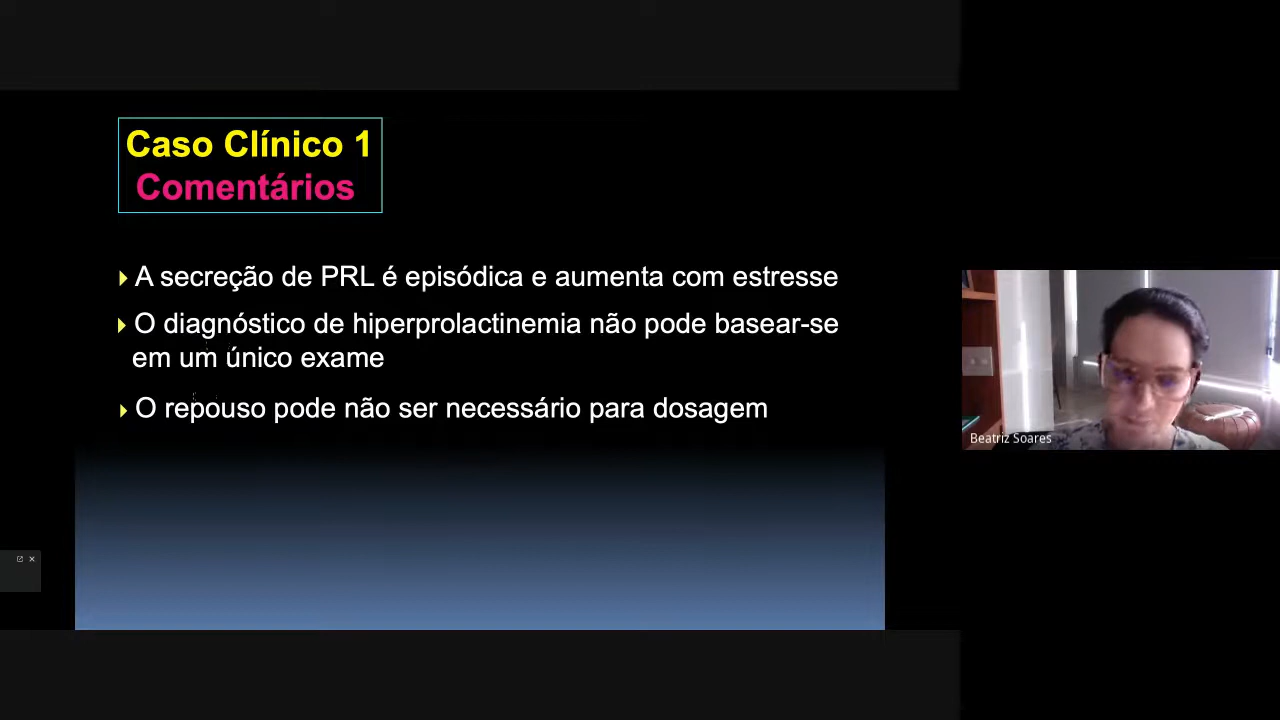 Caso Clínico 1
Comentários
A secreção de PRL é episódica e aumenta com estresse
O diagnóstico de hiperprolactinemia não pode basear-se
em um único exame
O repouso pode não ser necessário para dosagem
Beatriz Soares